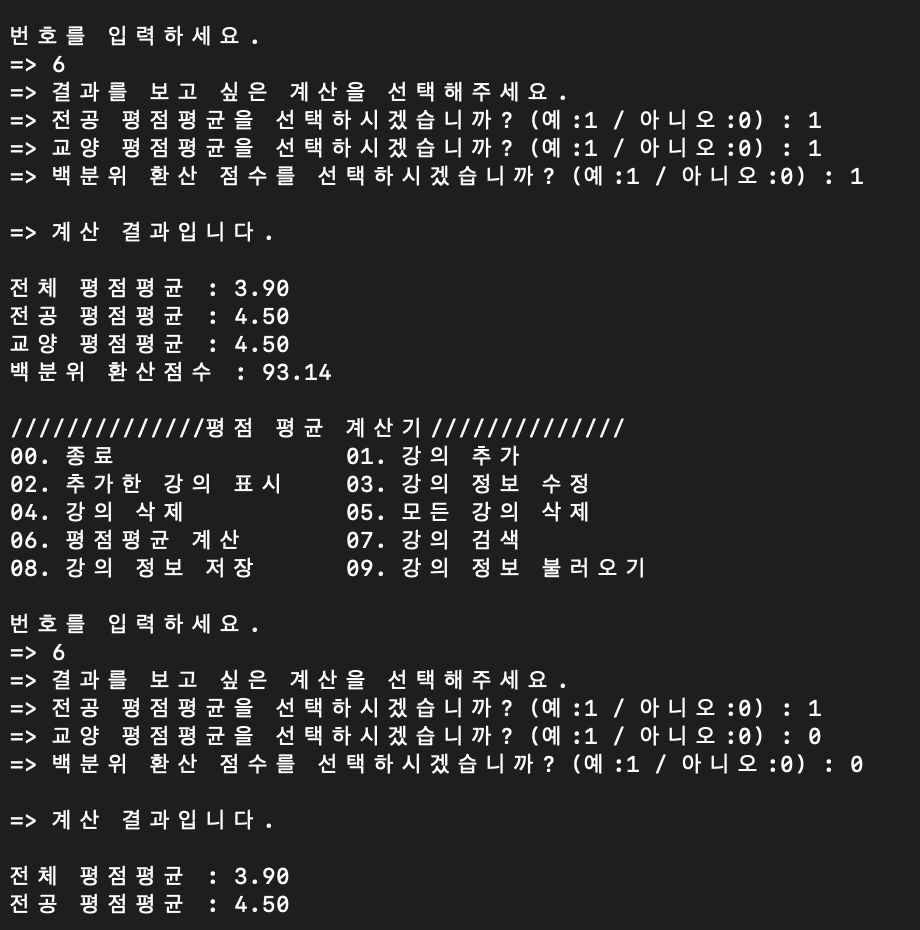 번호를 입력하세요.
=> 6
=> 결과를 보고 싶은 계산을 선택해주세요.
=> 전공 평점평균을 선택하시겠습니까? (예:1 / 아니오:0) : 1
=> 교양 평점평균을 선택하시겠습니까? (예:1 / 아니오:0) : 1
=> 백분위 환산 점수를 선택하시겠습니까? (예:1 / 아니오:0) : 1
=> 계산 결과입니다.
전체 평점평균 : 3.90
전공 평점평균 : 4.50
교양 평점평균 : 4.50
백분위 환산점수 : 93.14
//////////////평점 평균 계산기//////////////
00. 종료 01. 강의 추가
02. 추가한 강의 표시 03. 강의 정보 수정
04. 강의 삭제 05. 모든 강의 삭제
06. 평점평균 계산 07. 강의 검색
08. 강의 정보 저장 09. 강의 정보 불러오기
번호를 입력하세요.
=> 6
=> 결과를 보고 싶은 계산을 선택해주세요.
=> 전공 평점평균을 선택하시겠습니까? (예:1 / 아니오:0) : 1
=> 교양 평점평균을 선택하시겠습니까? (예:1 / 아니오:0) : 0
=> 백분위 환산 점수를 선택하시겠습니까? (예:1 / 아니오:0) : 0
=> 계산 결과입니다.
전체 평점평균 : 3.90
전공 평점평균 : 4.50